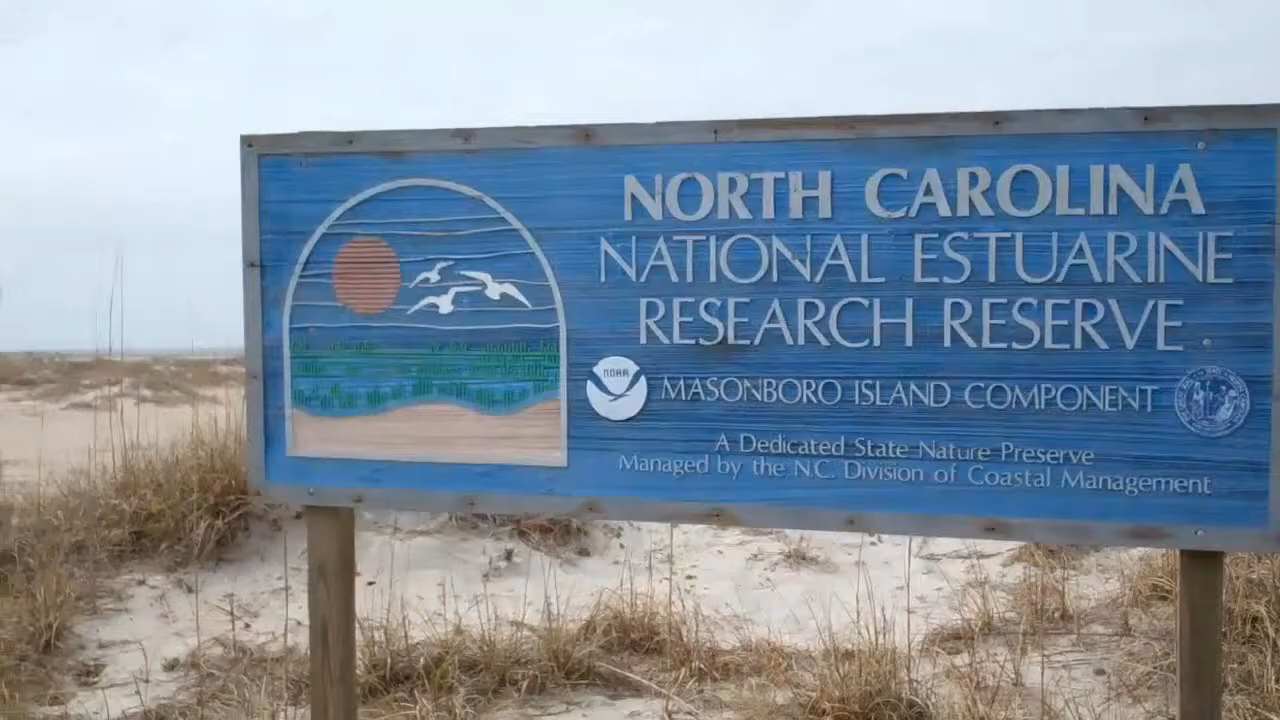 NORTH CAROLINA
NATIONAL ESTUARINE
RESEARCH RESERVE
NOAA
MASONBORO ISLAND COMPONENT
A Dedicated State Nature Preserve
Managed by the N.C. Division of Coastal Management